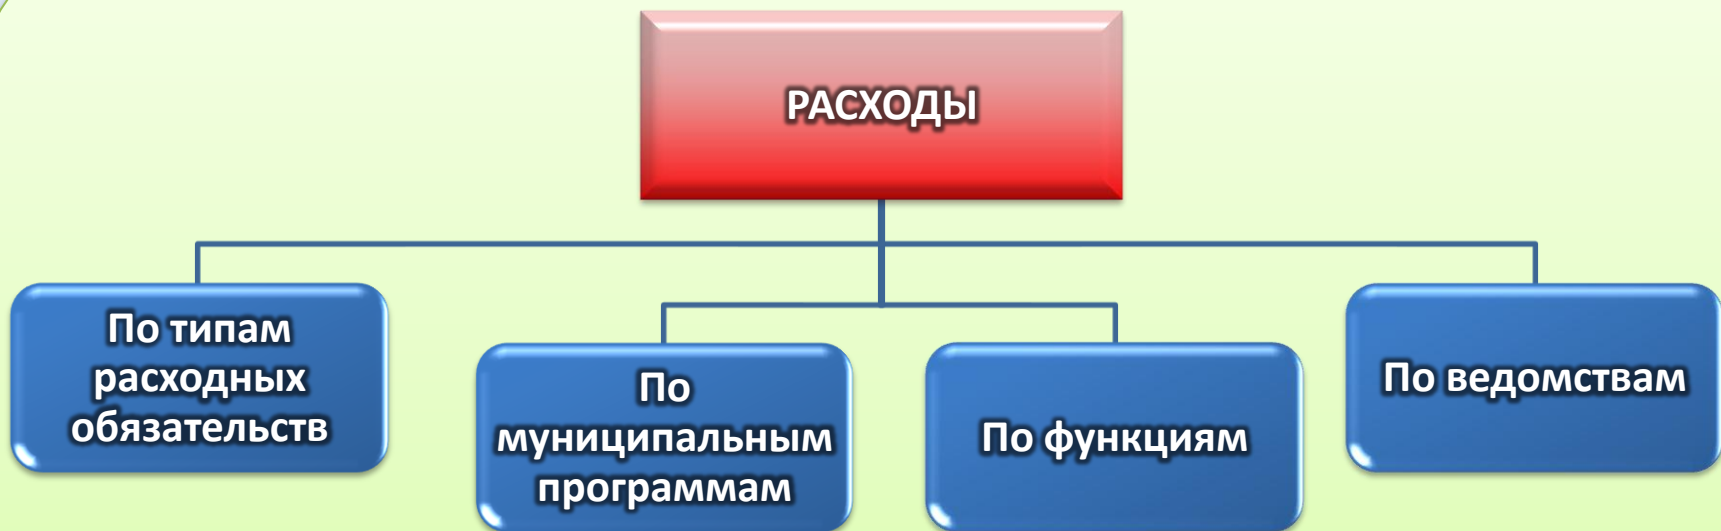 РАСХОДЫ
По типам
расходных
обязательств
По
муниципальным
программам
По функциям
По ведомствам